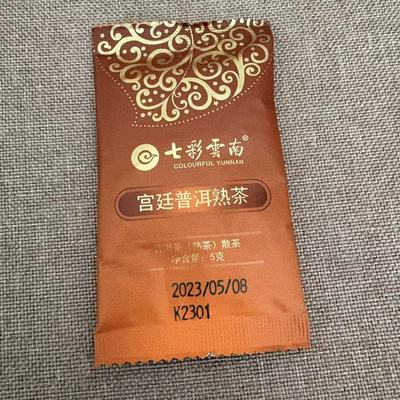 七彩雲南®
COLOURFUL YUNNAN
宫廷普洱熟茶
普洱茶（熟茶）散茶
净含量：5克
2023/05/08
K2301